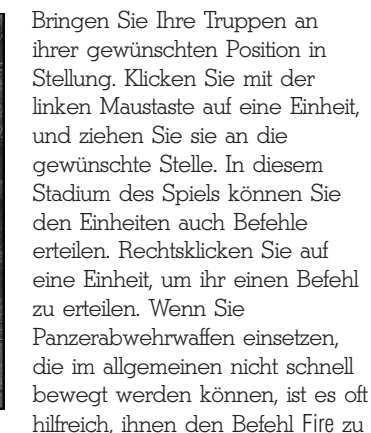 Bringen Sie Ihre Truppen an
ihrer gewünschten Position in
Stellung. Klicken Sie mit der
linken Maustaste auf eine Einheit,
und ziehen Sie sie an die
gewünschte Stelle. In diesem
Stadium des Spiels können Sie
den Einheiten auch Befehle
erteilen. Rechtsklicken Sie auf
eine Einheit, um ihr einen Befehl
zu erteilen. Wenn Sie
Panzerabwehrwaffen einsetzen,
die im allgemeinen nicht schnell
bewegt werden können, ist es oft
hilfreich, ihnen den Befehl Fire zu